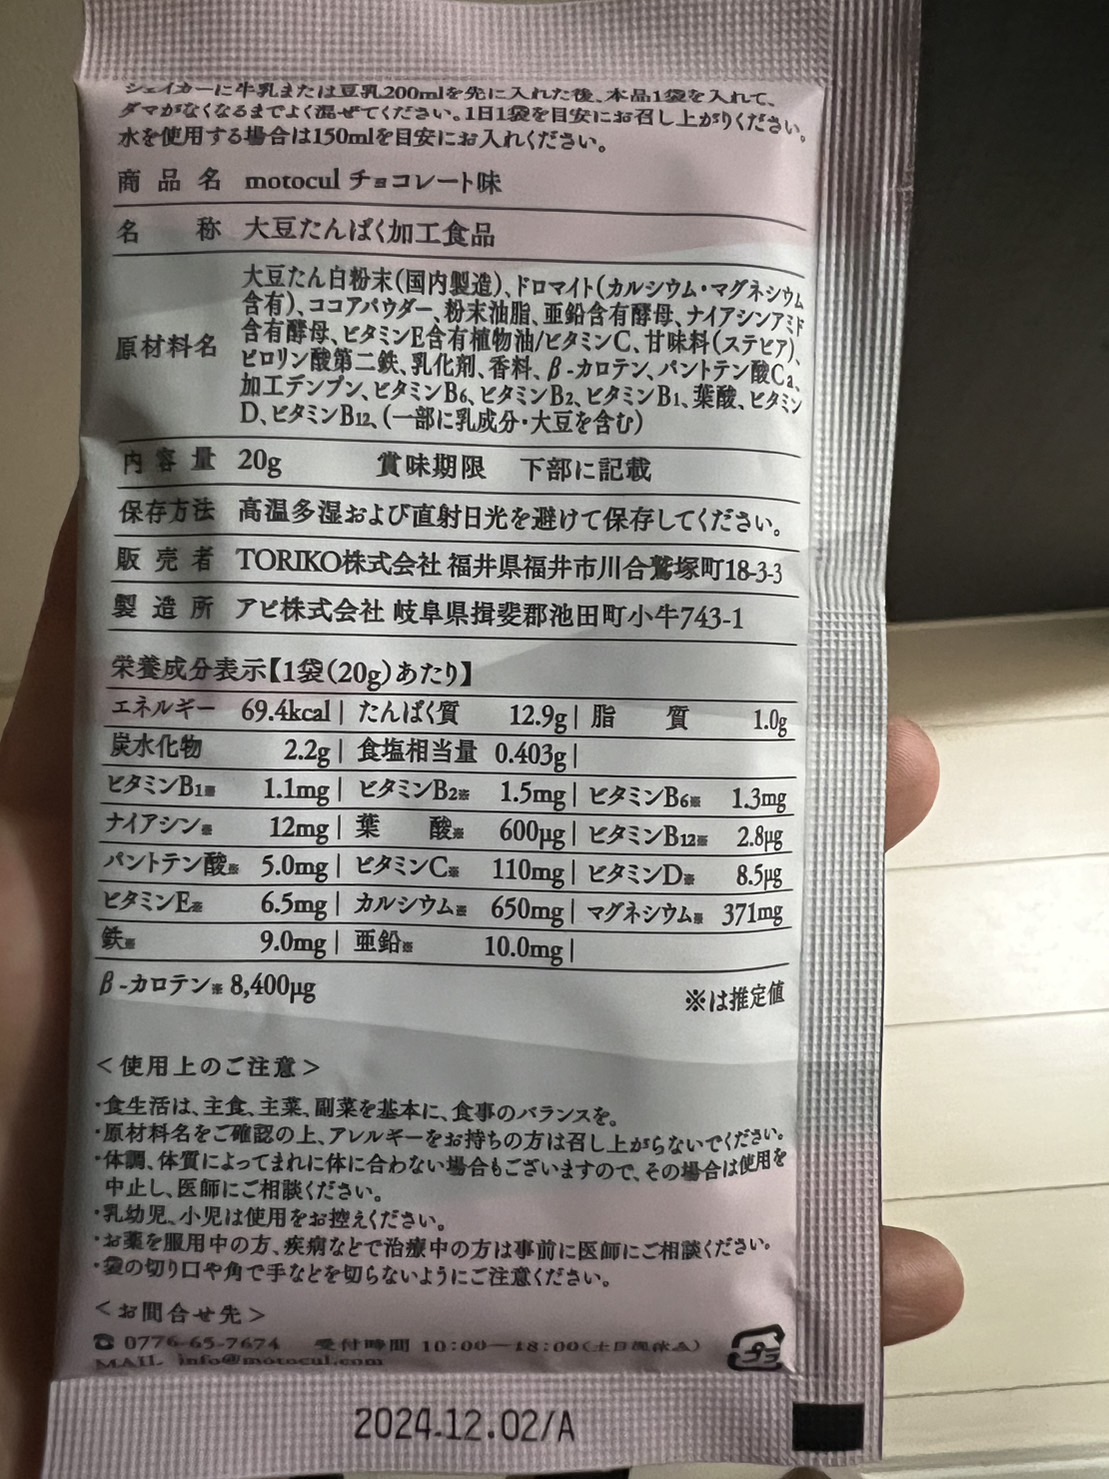 シェイカーに牛乳または豆乳200mlを先に入れた後、本品1袋を入れて、
ダマがなくなるまでよく混ぜてください。1日1袋を目安にお召し上がりください。
水を使用する場合は150mlを目安にお入れください。
商品名 motocul チョコレート味
名称 大豆たんぱく加工食品
原材料名 大豆たん白粉末(国内製造)、ドロマイト(カルシウム・マグネシウム
含有)、ココアパウダー、粉末油脂、亜鉛含有酵母、ナイアシンアミド
含有酵母、ビタミンE含有植物油/ビタミンC、甘味料(ステビア)、
ピロリン酸第二鉄、乳化剤、香料、β-カロテン、パントテン酸Ca、
加工デンプン、ビタミンB6、ビタミンB2、ビタミンB1、葉酸、ビタミン
D、ビタミンB12、(一部に乳成分・大豆を含む)
内容量 20g 賞味期限 下部に記載
保存方法 高温多湿および直射日光を避けて保存してください。
販売者 TORIKO株式会社 福井県福井市川合鷲塚町18-3-3
製造所 アピ株式会社 岐阜県揖斐郡池田町小牛743-1
栄養成分表示【1袋(20g)あたり】
エネルギー 69.4kcal | たんぱく質 12.9g | 脂質 1.0g
炭水化物 2.2g | 食塩相当量 0.403g |
ビタミンB1※ 1.1mg | ビタミンB2※ 1.5mg | ビタミンB6※ 1.3mg
ナイアシン※ 12mg | 葉酸※ 600μg | ビタミンB12※ 2.8μg
パントテン酸※ 5.0mg | ビタミンC※ 110mg | ビタミンD※ 8.5μg
ビタミンE※ 6.5mg | カルシウム※ 650mg | マグネシウム※ 371mg
鉄※ 9.0mg | 亜鉛※ 10.0mg |
β-カロテン※ 8,400μg ※は推定値
<使用上のご注意>
・食生活は、主食、主菜、副菜を基本に、食事のバランスを。
・原材料名をご確認の上、アレルギーをお持ちの方は召し上がらないでください。
・体調、体質によってまれに体に合わない場合もございますので、その場合は使用を
中止し、医師にご相談ください。
・乳幼児、小児は使用をお控えください。
・お薬を服用中の方、疾病などで治療中の方は事前に医師にご相談ください。
・袋の切り口や角で手などを切らないようにご注意ください。
<お問合せ先>
☎ 0776-65-7674 受付時間 10:00―18:00(土日祝休み)
MAIL info@motocul.com
プラ
2024.12.02/A